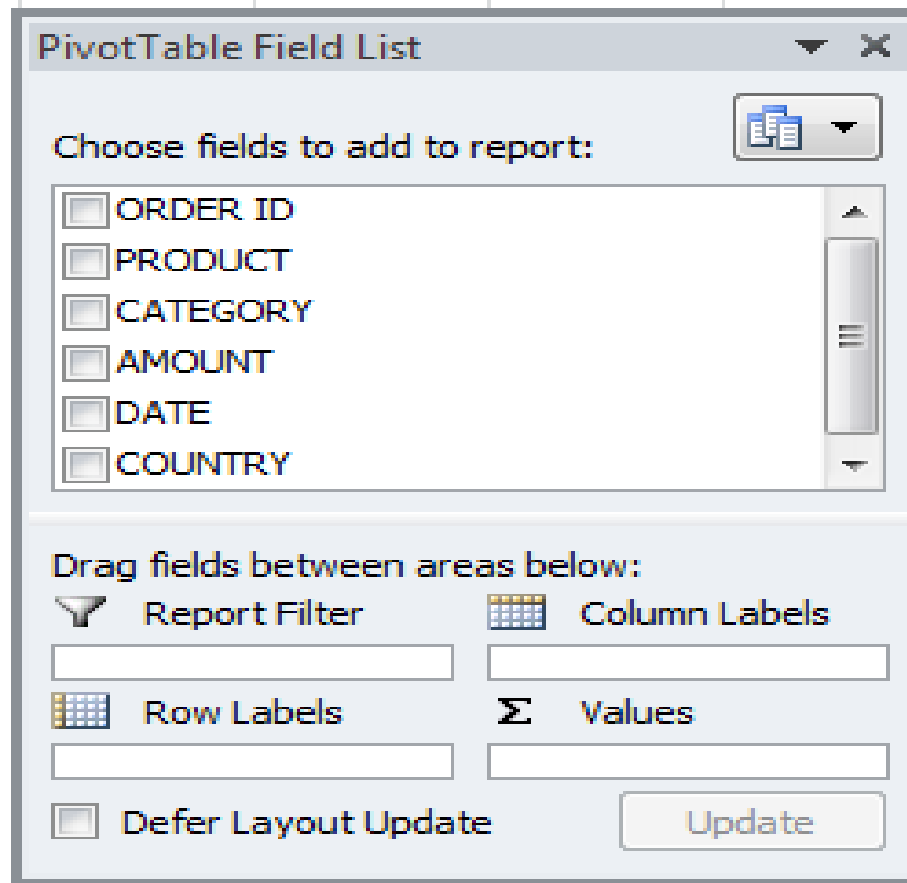 PivotTable Field List
Choose fields to add to report:
ORDER ID
PRODUCT
CATEGORY
AMOUNT
DATE
COUNTRY
Drag fields between areas below:
Report Filter
Column Labels
Row Labels
Σ Values
Defer Layout Update
Update